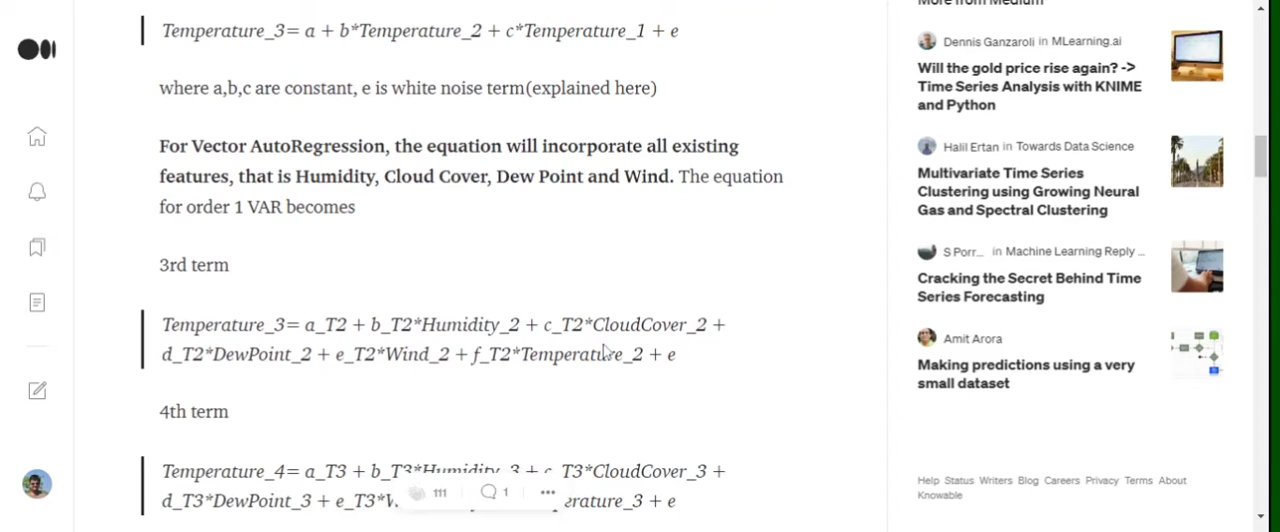 Temperature_3= a + b*Temperature_2 + c*Temperature_1 + e
where a,b,c are constant, e is white noise term(explained here)
For Vector AutoRegression, the equation will incorporate all existing
features, that is Humidity, Cloud Cover, Dew Point and Wind. The equation
for order 1 VAR becomes
3rd term
Temperature_3= a_T2 + b_T2*Humidity_2 + c_T2*CloudCover_2 +
d_T2*DewPoint_2 + e_T2*Wind_2 + f_T2*Temperature_2 + e
4th term
Temperature_4= a_T3 + b_T3*Humidity_3 + c_T3*CloudCover_3 +
d_T3*DewPoint_3 + e_T3*
erature_3 + e
111
1
More from Medium
Dennis Ganzaroli in MLearning.ai
Will the gold price rise again? ->
Time Series Analysis with KNIME
and Python
Halil Ertan in Towards Data Science
Multivariate Time Series
Clustering using Growing Neural
Gas and Spectral Clustering
S Porr... in Machine Learning Reply ...
Cracking the Secret Behind Time
Series Forecasting
Amit Arora
Making predictions using a very
small dataset
Help Status Writers Blog Careers Privacy Terms About
Knowable